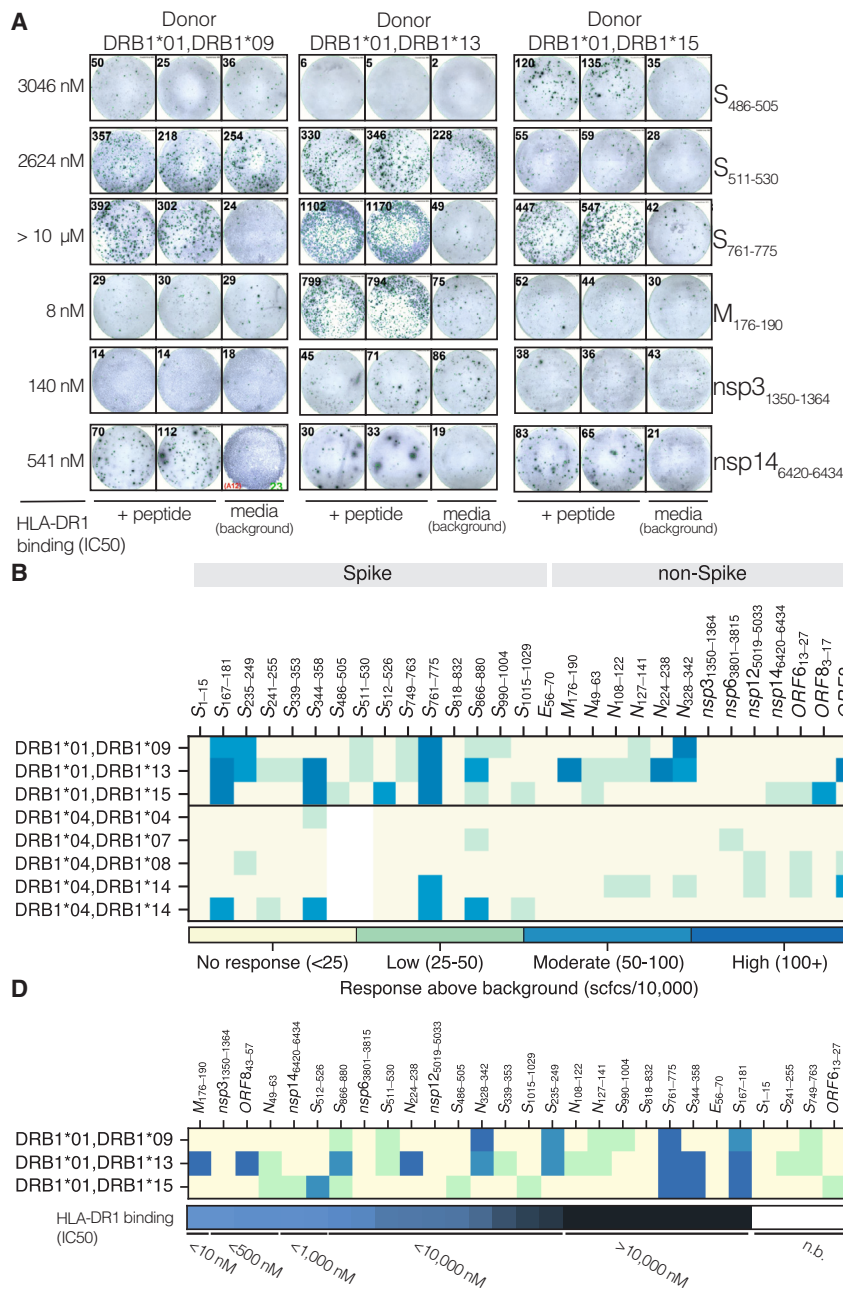 A
Donor
DRB1*01,DRB1*09
Donor
DRB1*01,DRB1*13
Donor
DRB1*01,DRB1*15
3046 nM 50 25 36 6 5 2 120 135 35 S486-505
2624 nM 357 218 254 330 346 228 55 59 28 S511-530
> 10 µM 392 302 24 1102 1170 49 447 547 42 S761-775
8 nM 29 30 29 799 794 75 52 44 30 M176-190
140 nM 14 14 18 45 71 86 38 36 43 nsp31350-1364
541 nM 70 112 (A12) 23 30 33 19 83 65 21 nsp146420-6434
HLA-DR1
binding (IC50)
+ peptide
media
(background)
+ peptide
media
(background)
+ peptide
media
(background)
B
Spike
non-Spike
S1–15
S167–181
S235–249
S241–255
S339–353
S344–358
S486–505
S511–530
S512–526
S749–763
S761–775
S818–832
S866–880
S990–1004
S1015–1029
E56–70
M176–190
N49–63
N108–122
N127–141
N224–238
N328–342
nsp31350–1364
nsp63801–3815
nsp125019–5033
nsp146420–6434
ORF613–27
ORF83–17
DRB1*01,DRB1*09
DRB1*01,DRB1*13
DRB1*01,DRB1*15
DRB1*04,DRB1*04
DRB1*04,DRB1*07
DRB1*04,DRB1*08
DRB1*04,DRB1*14
DRB1*04,DRB1*14
No response (<25)
Low (25-50)
Moderate (50-100)
High (100+)
Response above background (scfcs/10,000)
D
M176–190
nsp31350–1364
ORF843–57
N49–63
nsp146420–6434
S512–526
S866–880
nsp63801–3815
S511–530
N224–238
nsp125019–5033
S486–505
N328–342
S339–353
S1015–1029
S235–249
N108–122
N127–141
S990–1004
S818–832
S761–775
S344–358
E56–70
S167–181
S1–15
S241–255
S749–763
ORF613–27
DRB1*01,DRB1*09
DRB1*01,DRB1*13
DRB1*01,DRB1*15
HLA-DR1 binding
(IC50)
<10 nM
<500 nM
<1,000 nM
<10,000 nM
>10,000 nM
n.b.